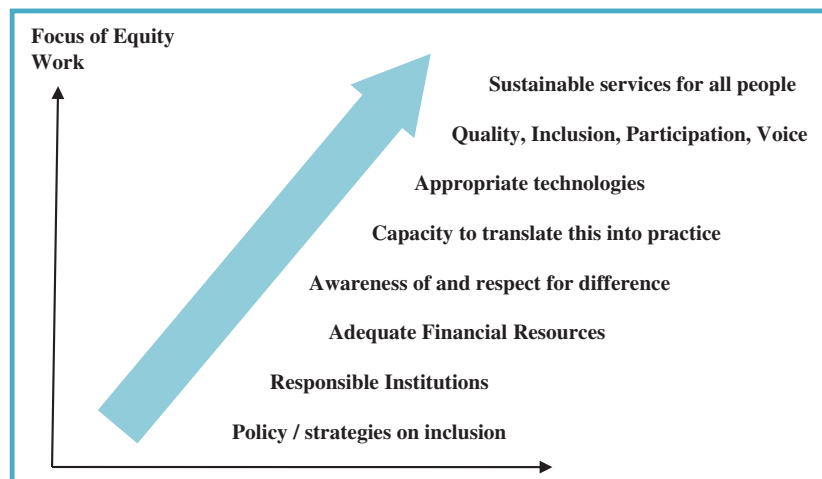 Focus of Equity
Work
Sustainable services for all people
Quality, Inclusion, Participation, Voice
Appropriate technologies
Capacity to translate this into practice
Awareness of and respect for difference
Adequate Financial Resources
Responsible Institutions
Policy / strategies on inclusion